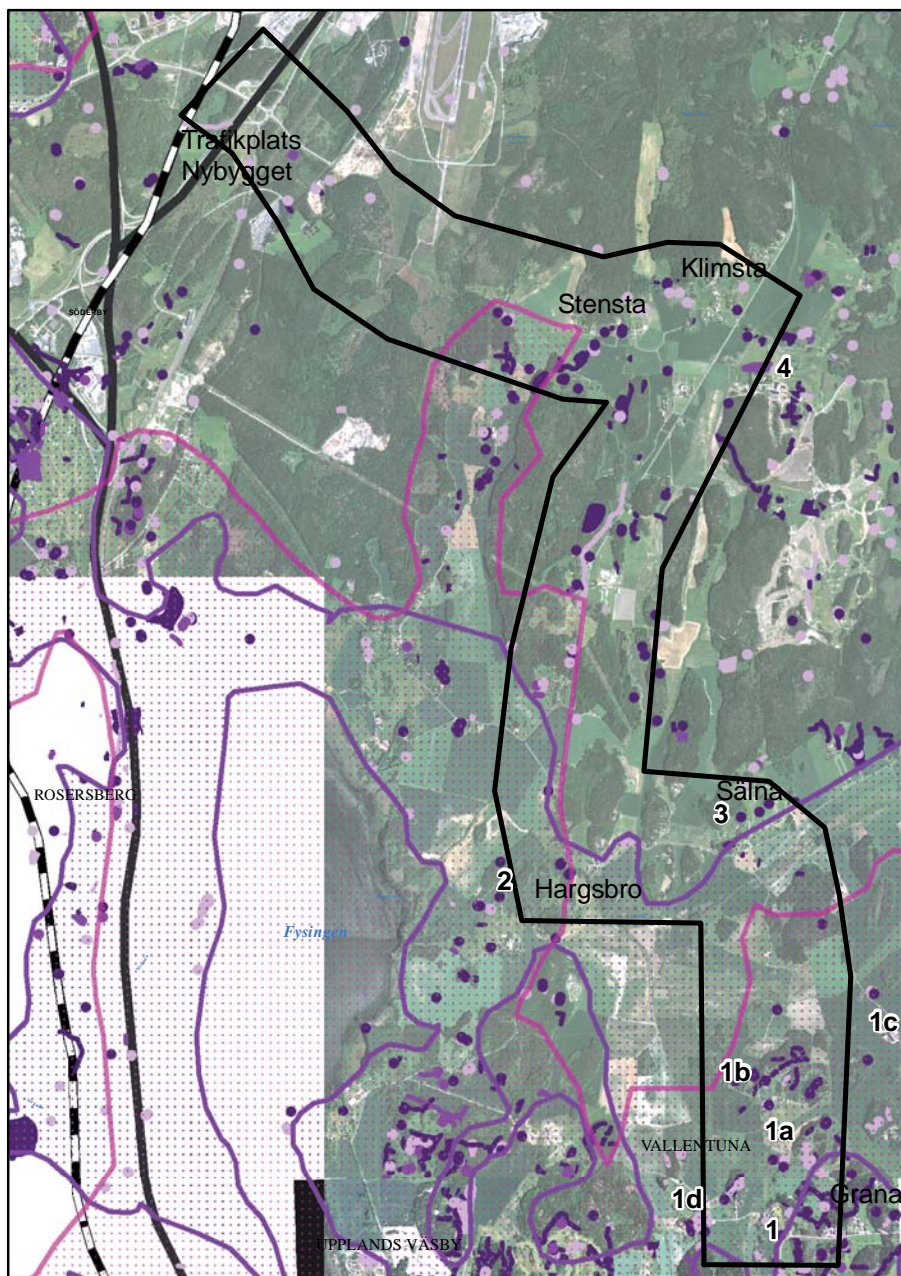 Trafikplats
Nybygget
Klimsta
Stensta
SÖDERBY
4
ROSERSBERG
Sälna
3
2
Hargsbro
Fysingen
1c
1b
1a
VALLENTUNA
1d
Grana
1
UPPLANDS VÄSBY